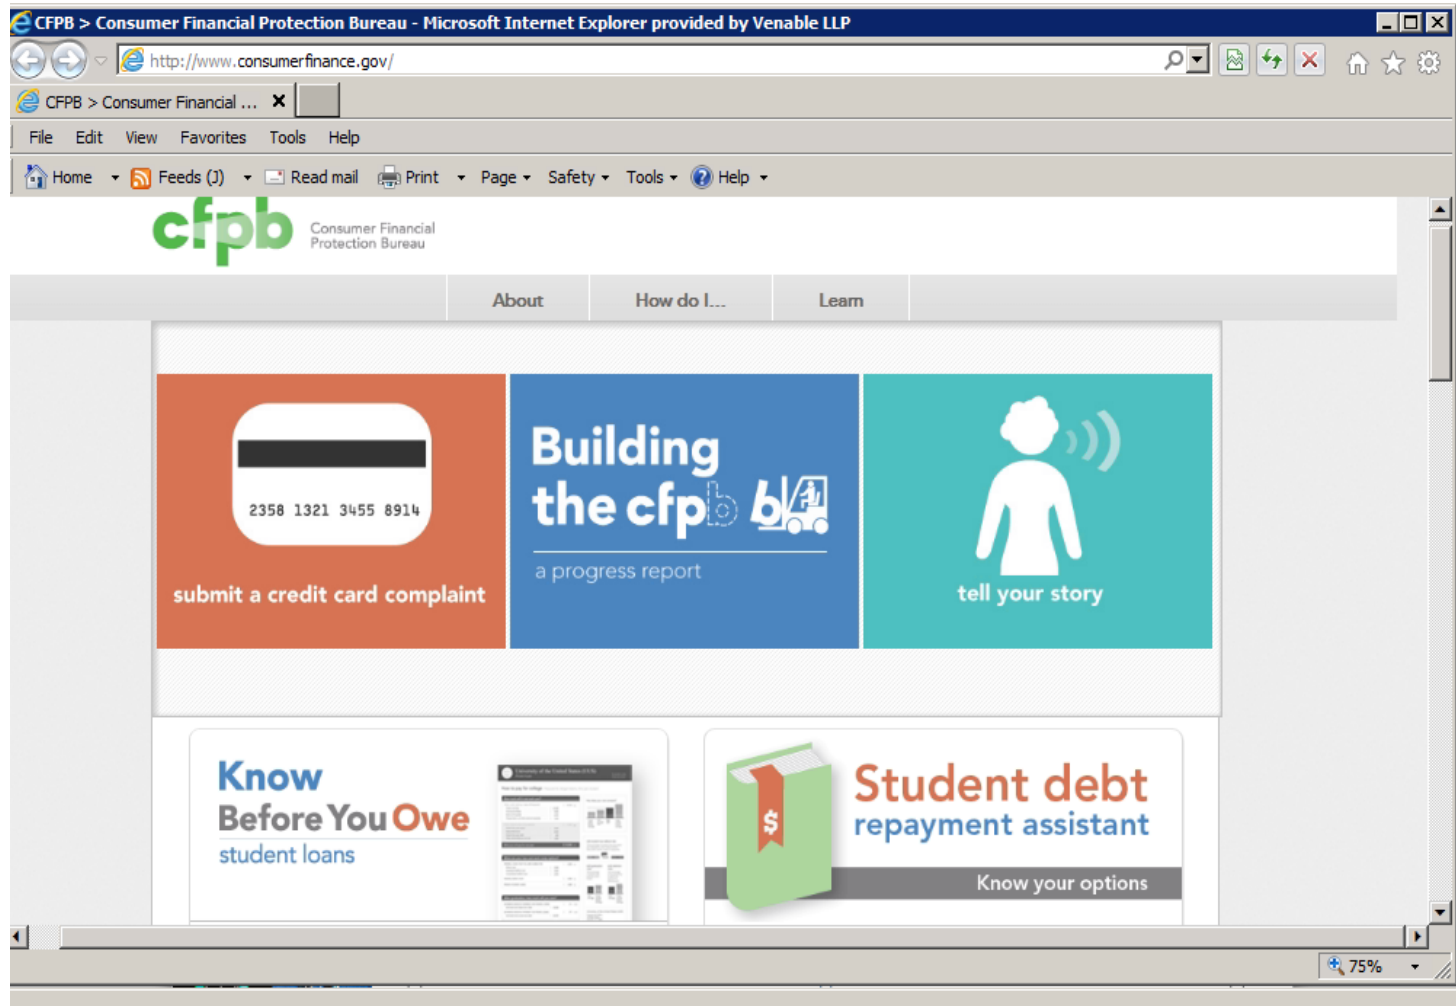 CFPB > Consumer Financial Protection Bureau - Microsoft Internet Explorer provided by Venable LLP
http://www.consumerfinance.gov/
CFPB > Consumer Financial ...
File Edit View Favorites Tools Help
Home Feeds (J) Read mail Print Page Safety Tools Help
cfpb
Consumer Financial
Protection Bureau
About How do I... Learn
2358 1321 3455 8914
submit a credit card complaint
Building
the cfpb b
a progress report
tell your story
Know
Before You Owe
student loans
$
Student debt
repayment assistant
Know your options
75%